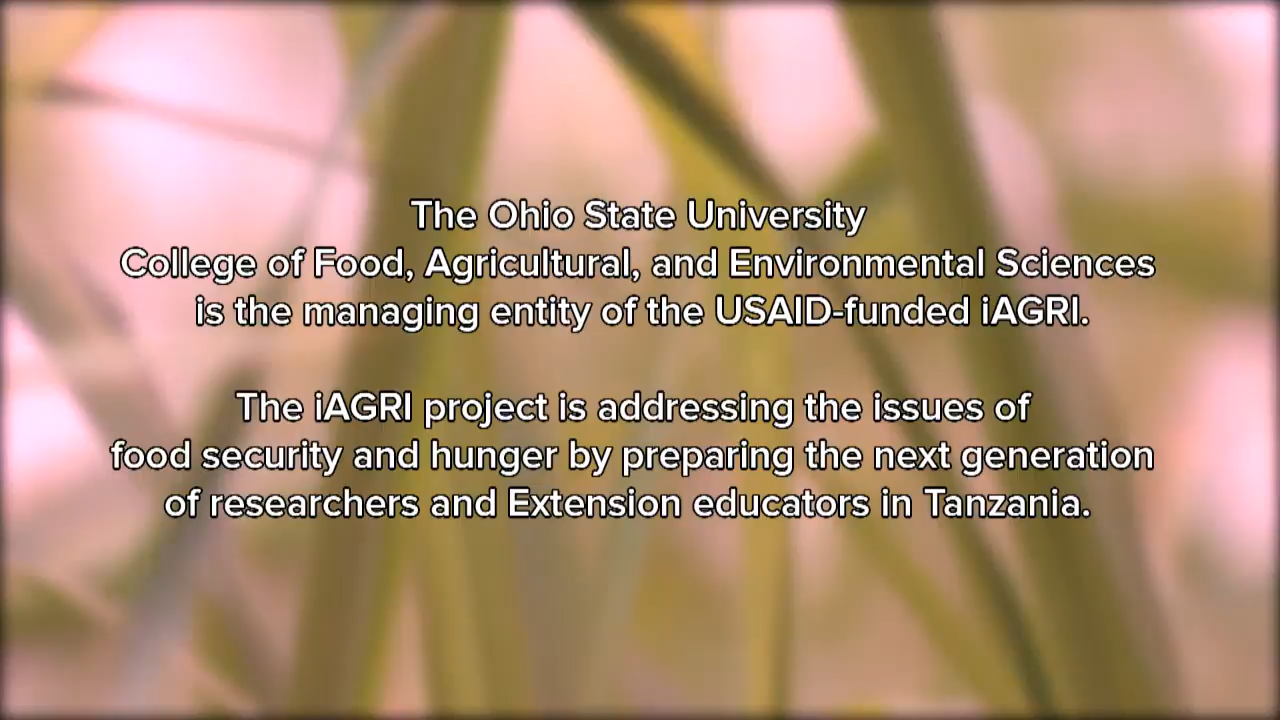 The Ohio State University
College of Food, Agricultural, and Environmental Sciences
is the managing entity of the USAID-funded iAGRI.
The iAGRI project is addressing the issues of
food security and hunger by preparing the next generation
of researchers and Extension educators in Tanzania.